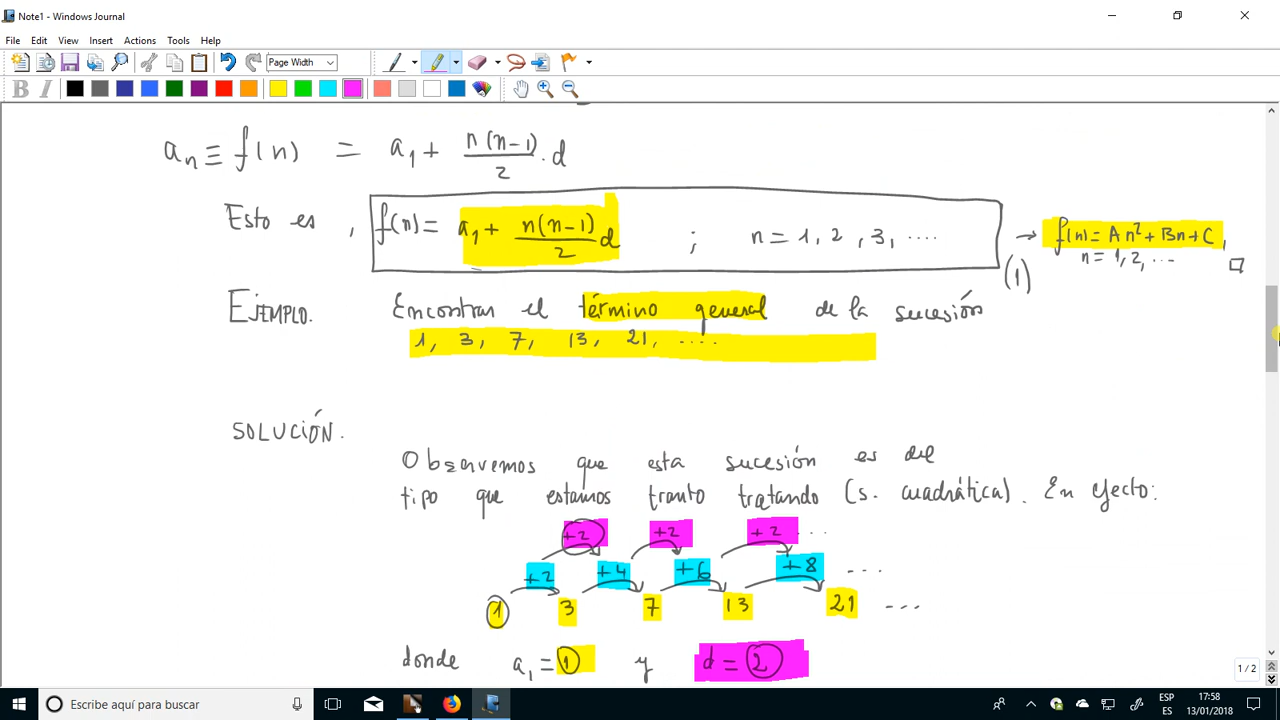 Note1 - Windows Journal
File Edit View Insert Actions Tools Help
Page Width
B I
an ≡ f(n) = a1 + n(n-1)/2 · d
Esto es , f(n) = a1 + n(n-1)/2 d ; n = 1, 2, 3, .... → f(n) = An² + Bn + C,
n = 1, 2, ...
(1)
EJEMPLO. Encontrar el término general de la sucesión
1, 3, 7, 13, 21, ....
SOLUCIÓN.
Observemos que esta sucesión es del
tipo que estamos tranto tratando (s. cuadrática). En efecto:
+2 +2 +2 ...
+2 +4 +6 +8 ...
1 3 7 13 21 ...
donde a1 = 1 y d = 2
1 / 2
Escribe aquí para buscar
ESP 17:58
ES 13/01/2018